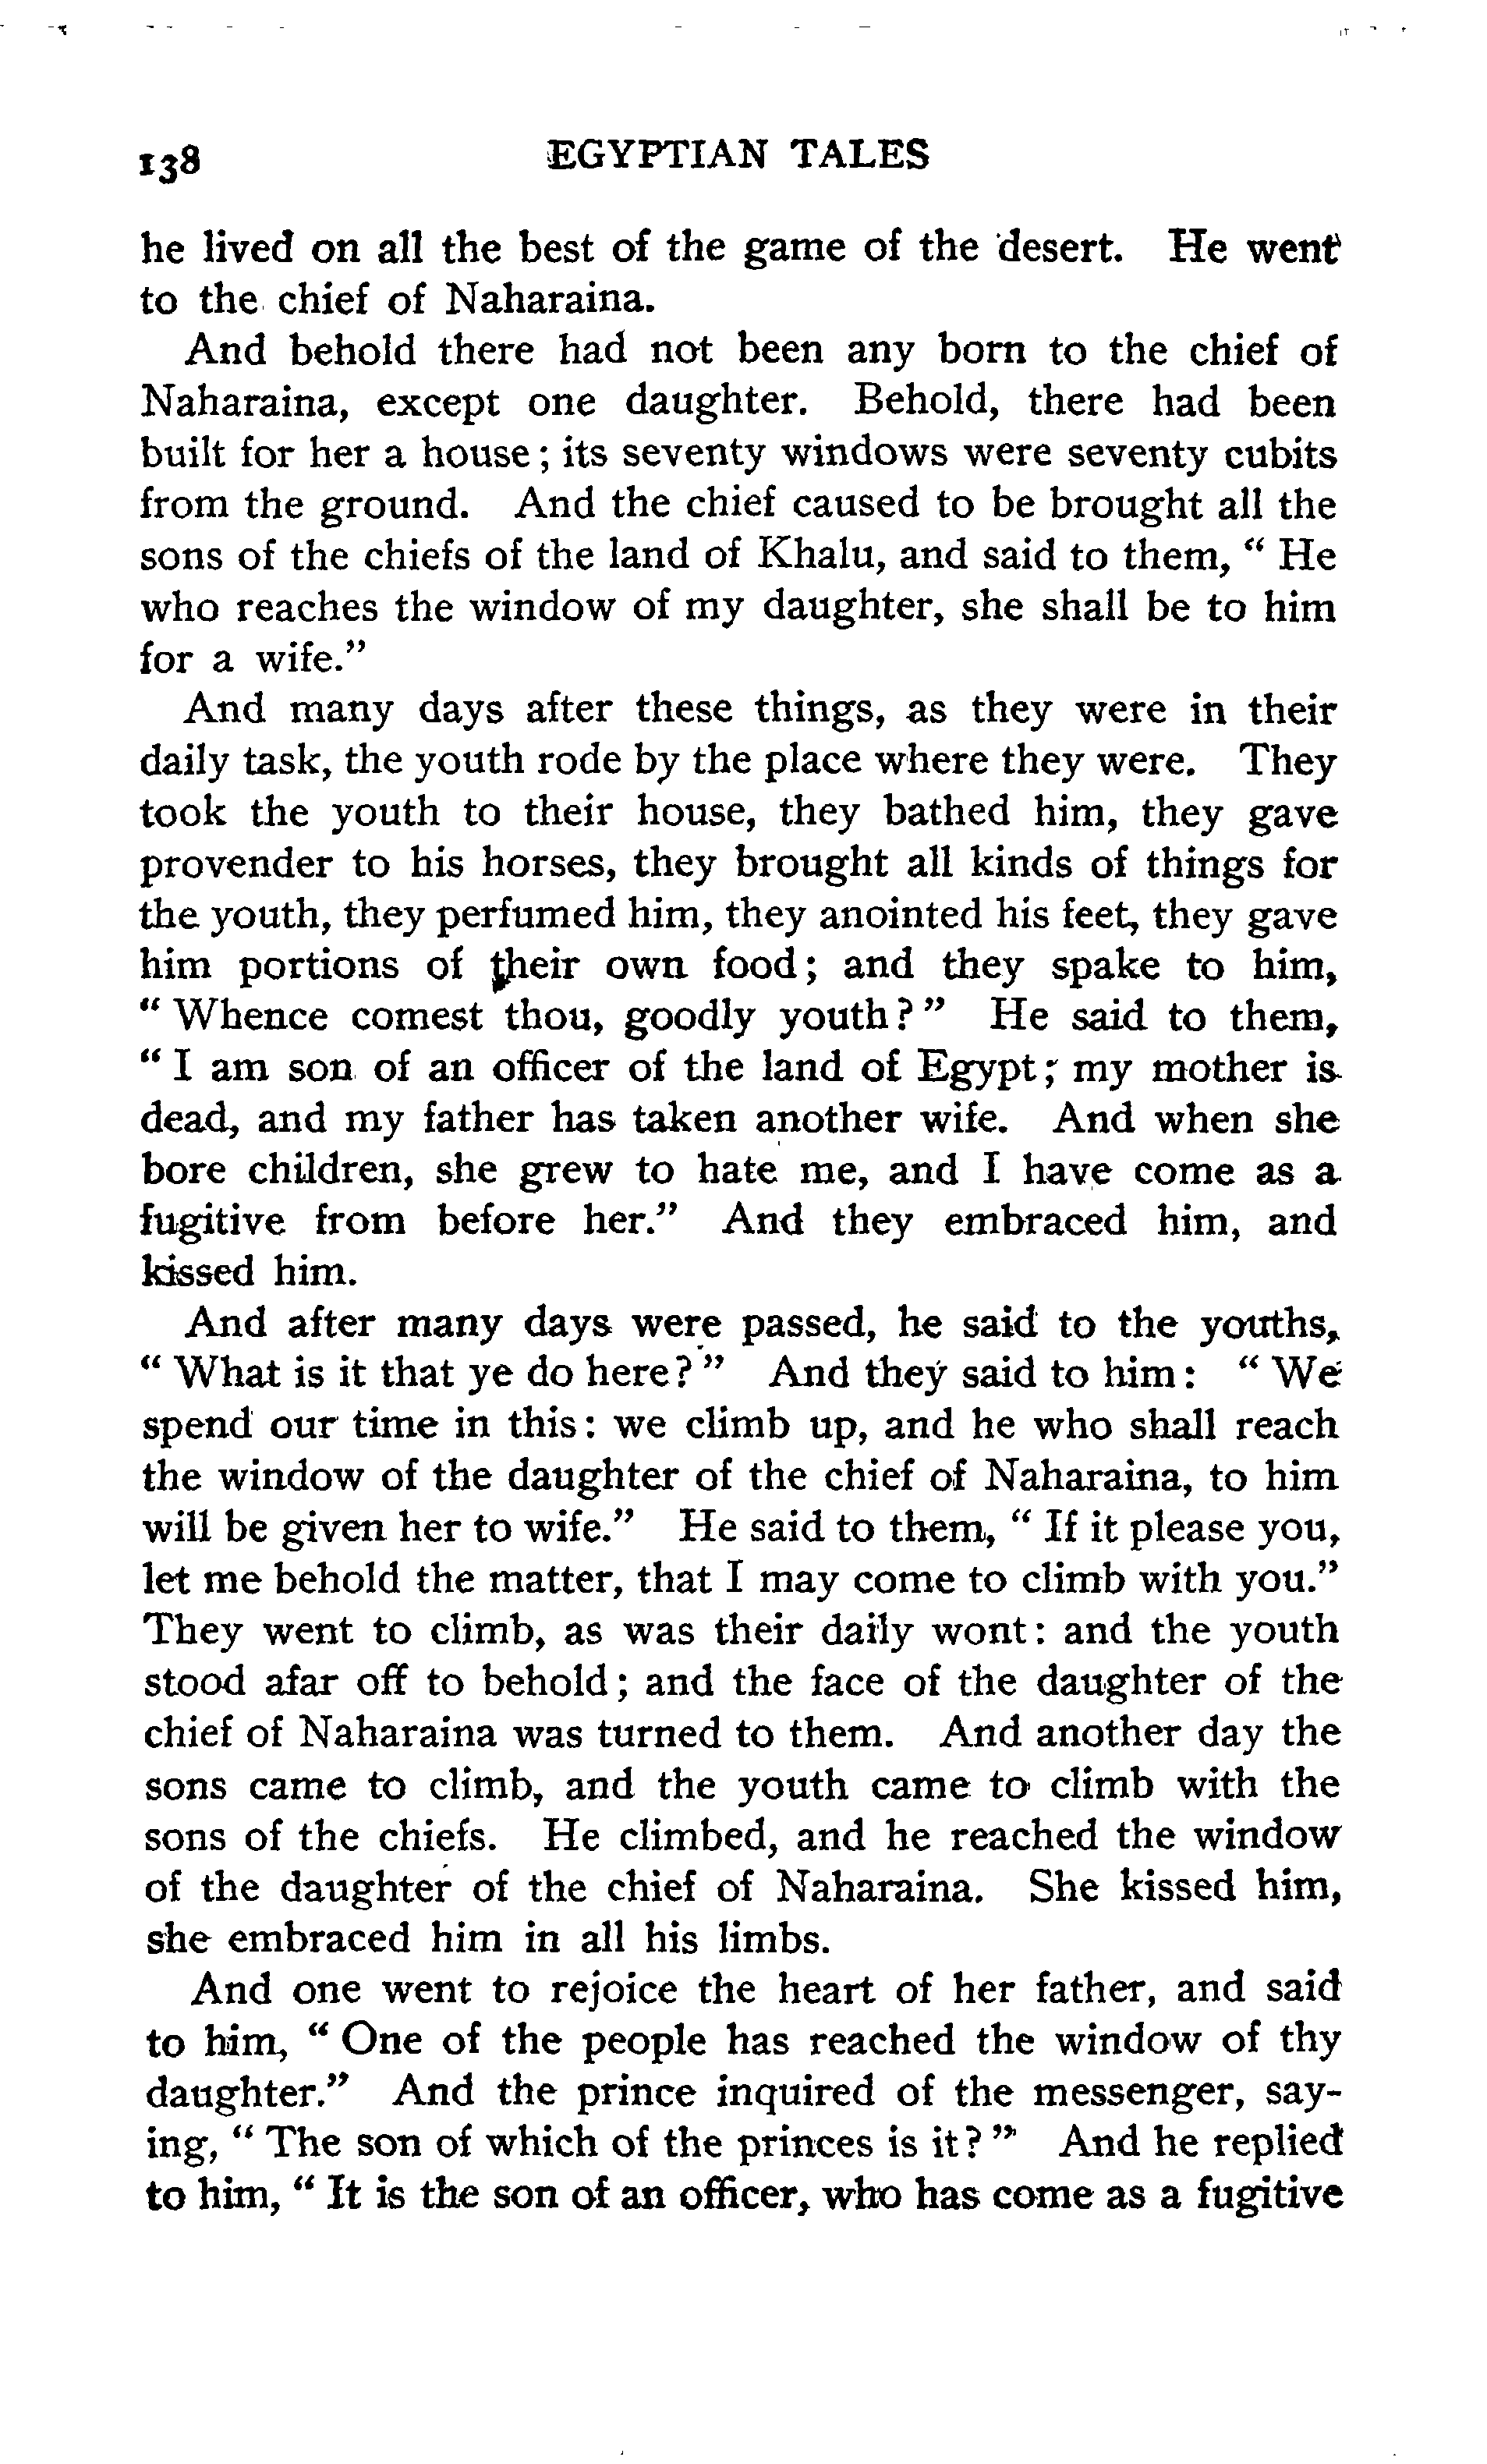 138 EGYPTIAN TALES
he lived on all the best of the game of the desert. He went
to the chief of Naharaina.
And behold there had not been any born to the chief of
Naharaina, except one daughter. Behold, there had been
built for her a house; its seventy windows were seventy cubits
from the ground. And the chief caused to be brought all the
sons of the chiefs of the land of Khalu, and said to them, “ He
who reaches the window of my daughter, she shall be to him
for a wife.”
And many days after these things, as they were in their
daily task, the youth rode by the place where they were. They
took the youth to their house, they bathed him, they gave
provender to his horses, they brought all kinds of things for
the youth, they perfumed him, they anointed his feet, they gave
him portions of their own food; and they spake to him,
“ Whence comest thou, goodly youth?” He said to them,
“ I am son of an officer of the land of Egypt; my mother is
dead, and my father has taken another wife. And when she
bore children, she grew to hate me, and I have come as a
fugitive from before her.” And they embraced him, and
kissed him.
And after many days were passed, he said to the youths,
“ What is it that ye do here?” And they said to him: “ We
spend our time in this: we climb up, and he who shall reach
the window of the daughter of the chief of Naharaina, to him
will be given her to wife.” He said to them, “ If it please you,
let me behold the matter, that I may come to climb with you.”
They went to climb, as was their daily wont: and the youth
stood afar off to behold; and the face of the daughter of the
chief of Naharaina was turned to them. And another day the
sons came to climb, and the youth came to climb with the
sons of the chiefs. He climbed, and he reached the window
of the daughter of the chief of Naharaina. She kissed him,
she embraced him in all his limbs.
And one went to rejoice the heart of her father, and said
to him, “ One of the people has reached the window of thy
daughter.” And the prince inquired of the messenger, say-
ing, “ The son of which of the princes is it?” And he replied
to him, “ It is the son of an officer, who has come as a fugitive